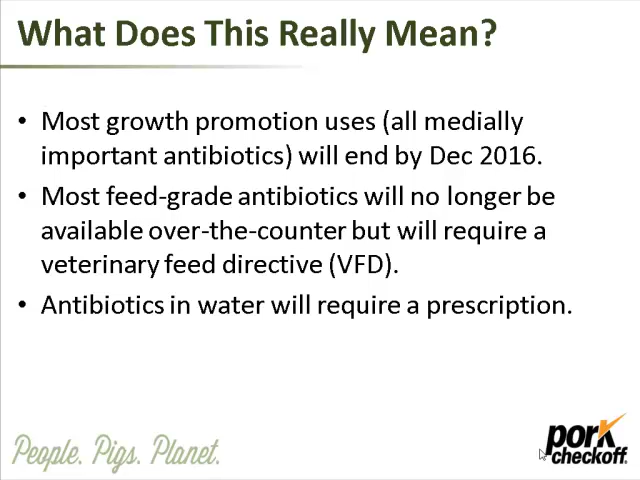 What Does This Really Mean?
• Most growth promotion uses (all medially
important antibiotics) will end by Dec 2016.
• Most feed-grade antibiotics will no longer be
available over-the-counter but will require a
veterinary feed directive (VFD).
• Antibiotics in water will require a prescription.
People. Pigs. Planet.
pork
checkoff.